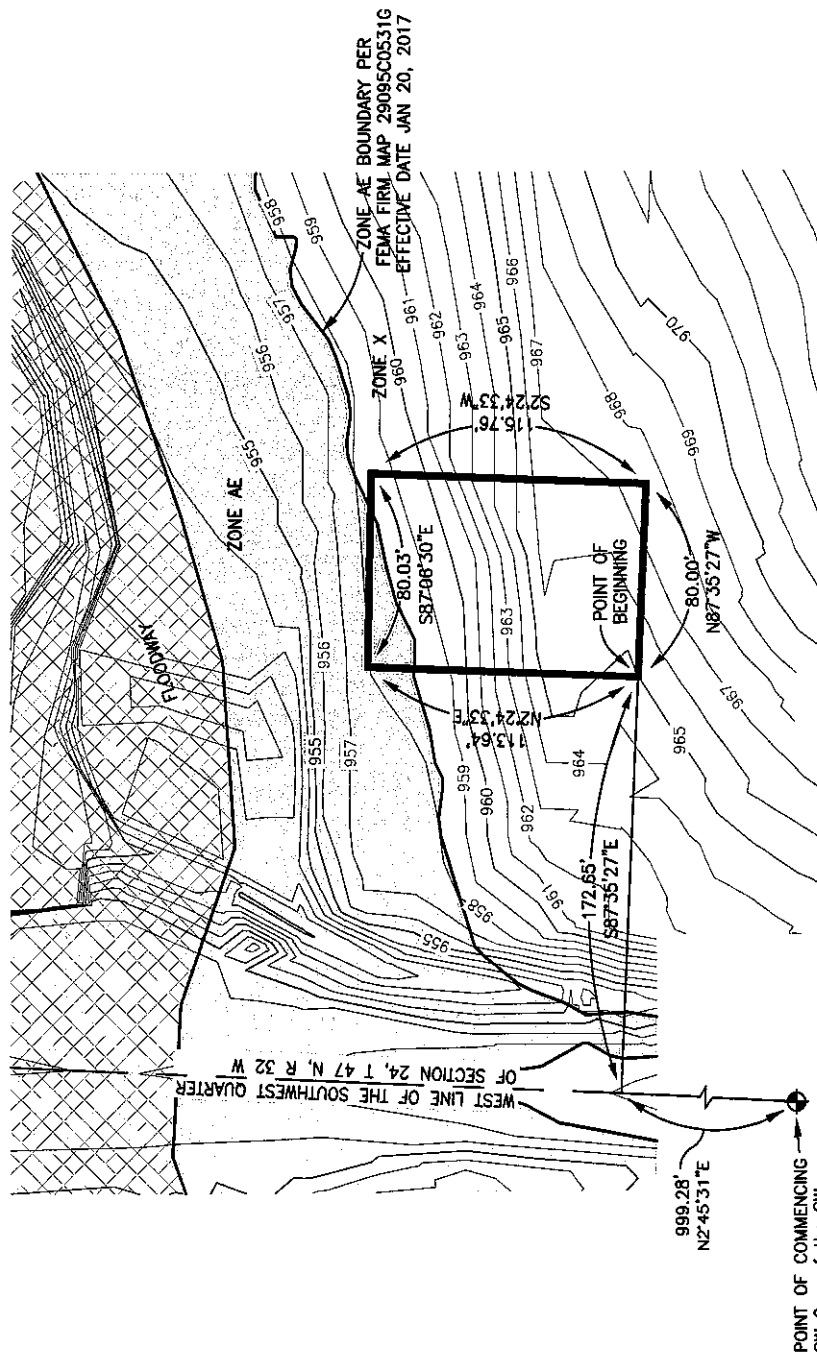 FLOODWAY
ZONE AE
ZONE AE BOUNDARY PER
FEMA FIRM MAP 29095C0531G
EFFECTIVE DATE JAN 20, 2017
ZONE X
958
957
956
955
959
960
961
962
963
964
965
966
967
968
969
970
956
955
957
959
960
962
963
964
965
967
958
955
961
80.03'
S87°06'30"E
115.76'
S2°24'33"W
113.64'
N2°24'33"E
POINT OF
BEGINNING
80.00'
N87°35'27"W
172.65'
S87°35'27"E
WEST LINE OF THE SOUTHWEST QUARTER
OF SECTION 24, T 47 N, R 32 W
999.28'
N2°45'31"E
POINT OF COMMENCING